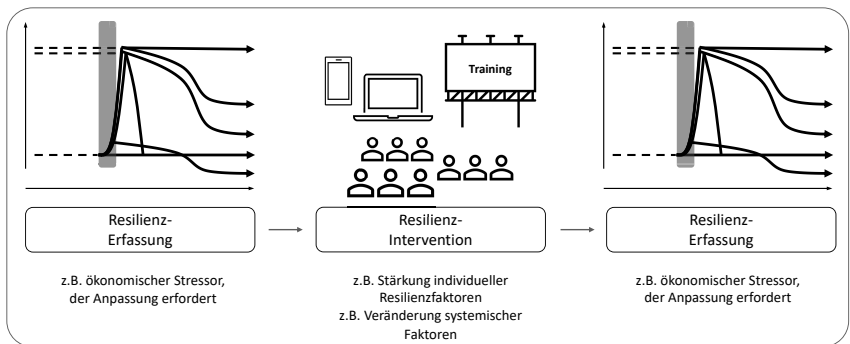 Training
Resilienz-
Erfassung
Resilienz-
Intervention
Resilienz-
Erfassung
z.B. ökonomischer Stressor,
der Anpassung erfordert
z.B. Stärkung individueller
Resilienzfaktoren
z.B. Veränderung systemischer
Faktoren
z.B. ökonomischer Stressor,
der Anpassung erfordert